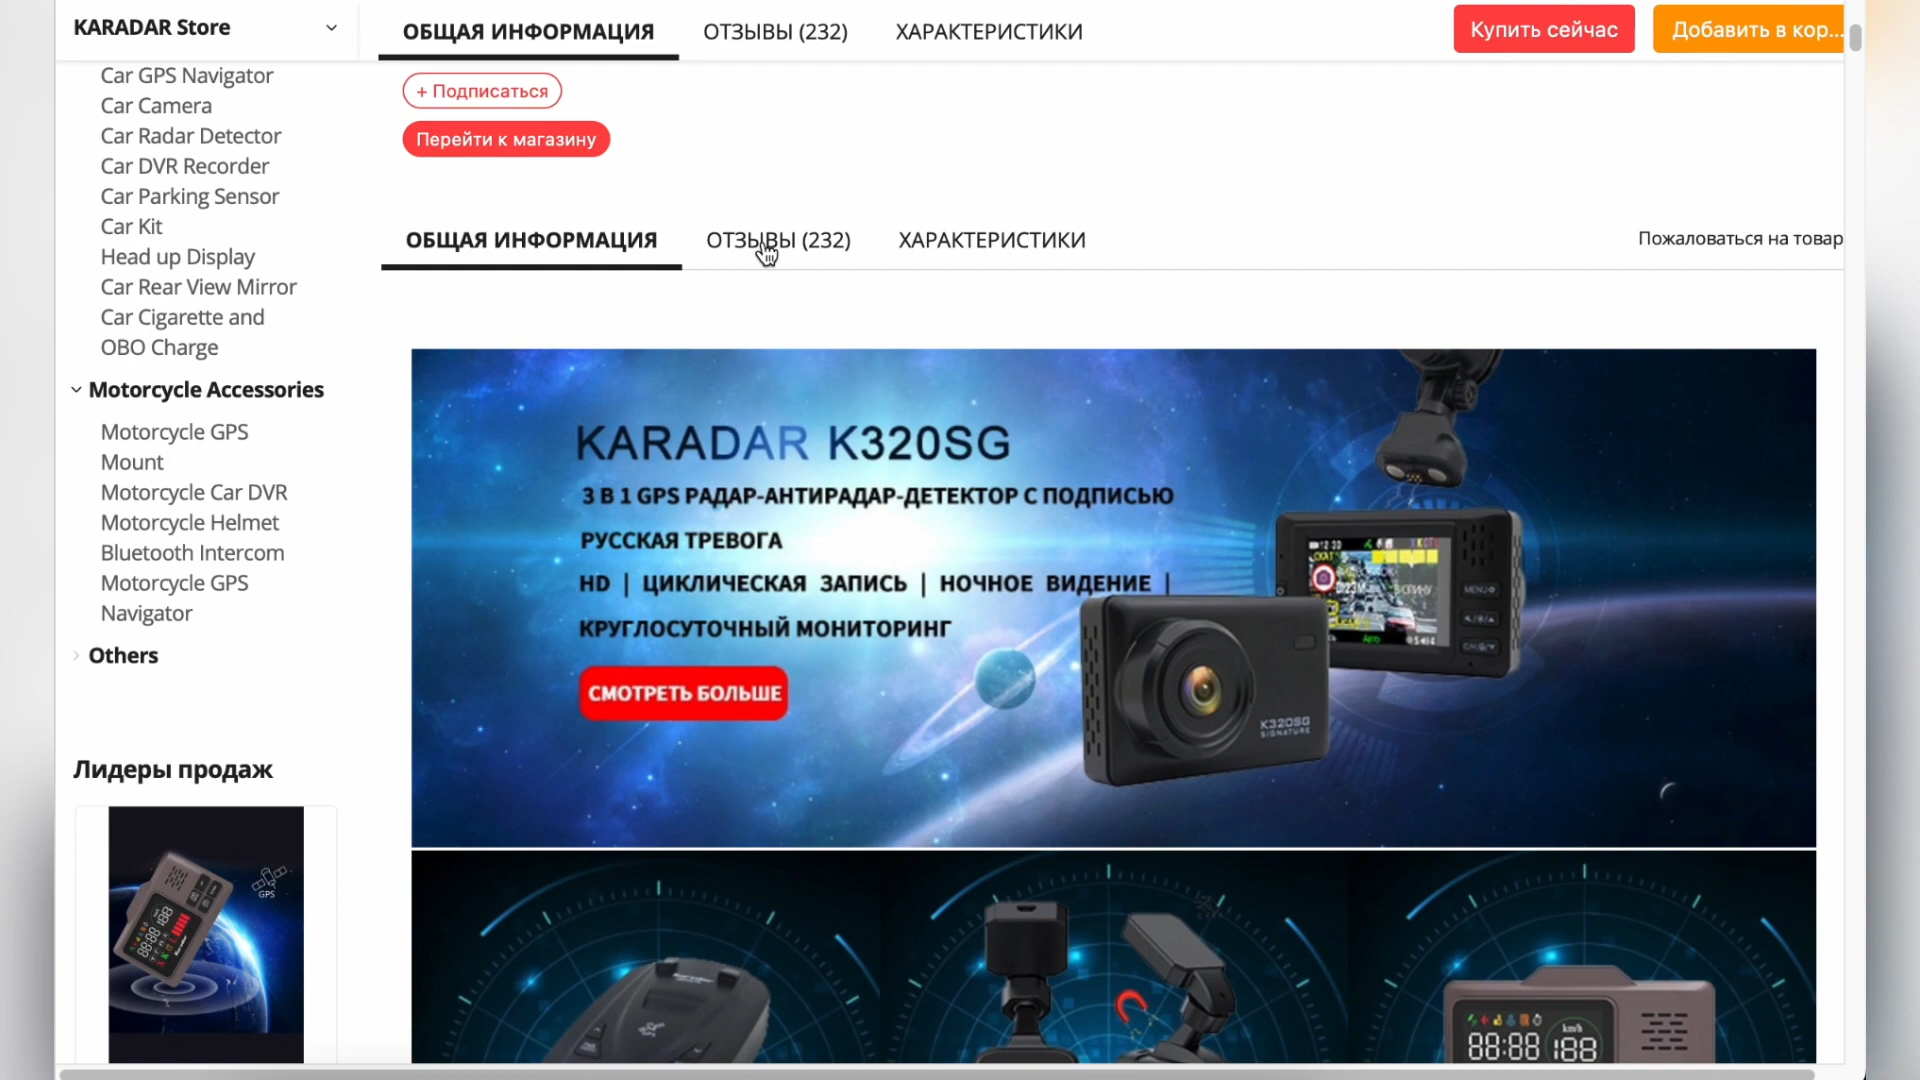 KARADAR Store
ОБЩАЯ ИНФОРМАЦИЯ
ОТЗЫВЫ (232)
ХАРАКТЕРИСТИКИ
Купить сейчас
Добавить в кор...
Car GPS Navigator
Car Camera
Car Radar Detector
Car DVR Recorder
Car Parking Sensor
Car Kit
Head up Display
Car Rear View Mirror
Car Cigarette and
OBO Charge
Motorcycle Accessories
Motorcycle GPS
Mount
Motorcycle Car DVR
Motorcycle Helmet
Bluetooth Intercom
Motorcycle GPS
Navigator
Others
Лидеры продаж
GPS
+ Подписаться
Перейти к магазину
ОБЩАЯ ИНФОРМАЦИЯ
ОТЗЫВЫ (232)
ХАРАКТЕРИСТИКИ
Пожаловаться на товар
KARADAR K320SG
3 В 1 GPS РАДАР-АНТИРАДАР-ДЕТЕКТОР С ПОДПИСЬЮ
РУССКАЯ ТРЕВОГА
HD | ЦИКЛИЧЕСКАЯ ЗАПИСЬ | НОЧНОЕ ВИДЕНИЕ |
КРУГЛОСУТОЧНЫЙ МОНИТОРИНГ
СМОТРЕТЬ БОЛЬШЕ
MENU
K320SG
SIGNATURE
km/h
88:88 188